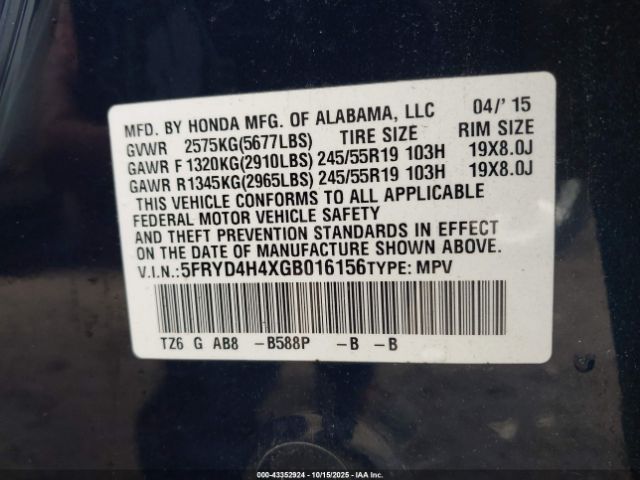 MFD. BY HONDA MFG. OF ALABAMA, LLC 04/'15
GVWR 2575KG(5677LBS) TIRE SIZE RIM SIZE
GAWR F 1320KG(2910LBS) 245/55R19 103H 19X8.0J
GAWR R1345KG(2965LBS) 245/55R19 103H 19X8.0J
THIS VEHICLE CONFORMS TO ALL APPLICABLE
FEDERAL MOTOR VEHICLE SAFETY
AND THEFT PREVENTION STANDARDS IN EFFECT
ON THE DATE OF MANUFACTURE SHOWN ABOVE.
V.I.N.:5FRYD4H4XGB016156TYPE: MPV
TZ6 G AB8 -B588P -B -B
000-43352924 - 10/15/2025 - IAA Inc.